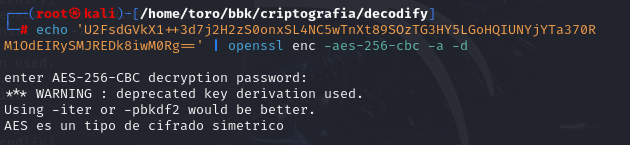 ┌──(root㉿kali)-[/home/toro/bbk/criptografia/decodify]
└─# echo 'U2FsdGVkX1++3d7j2H2zS0onxSL4NC5wTnXt89SOzTG3HY5LGoHQIUNYjYTa370R
M1OdEIRySMJREDk8iwM0Rg==' | openssl enc -aes-256-cbc -a -d
enter AES-256-CBC decryption password:
*** WARNING : deprecated key derivation used.
Using -iter or -pbkdf2 would be better.
AES es un tipo de cifrado simetrico